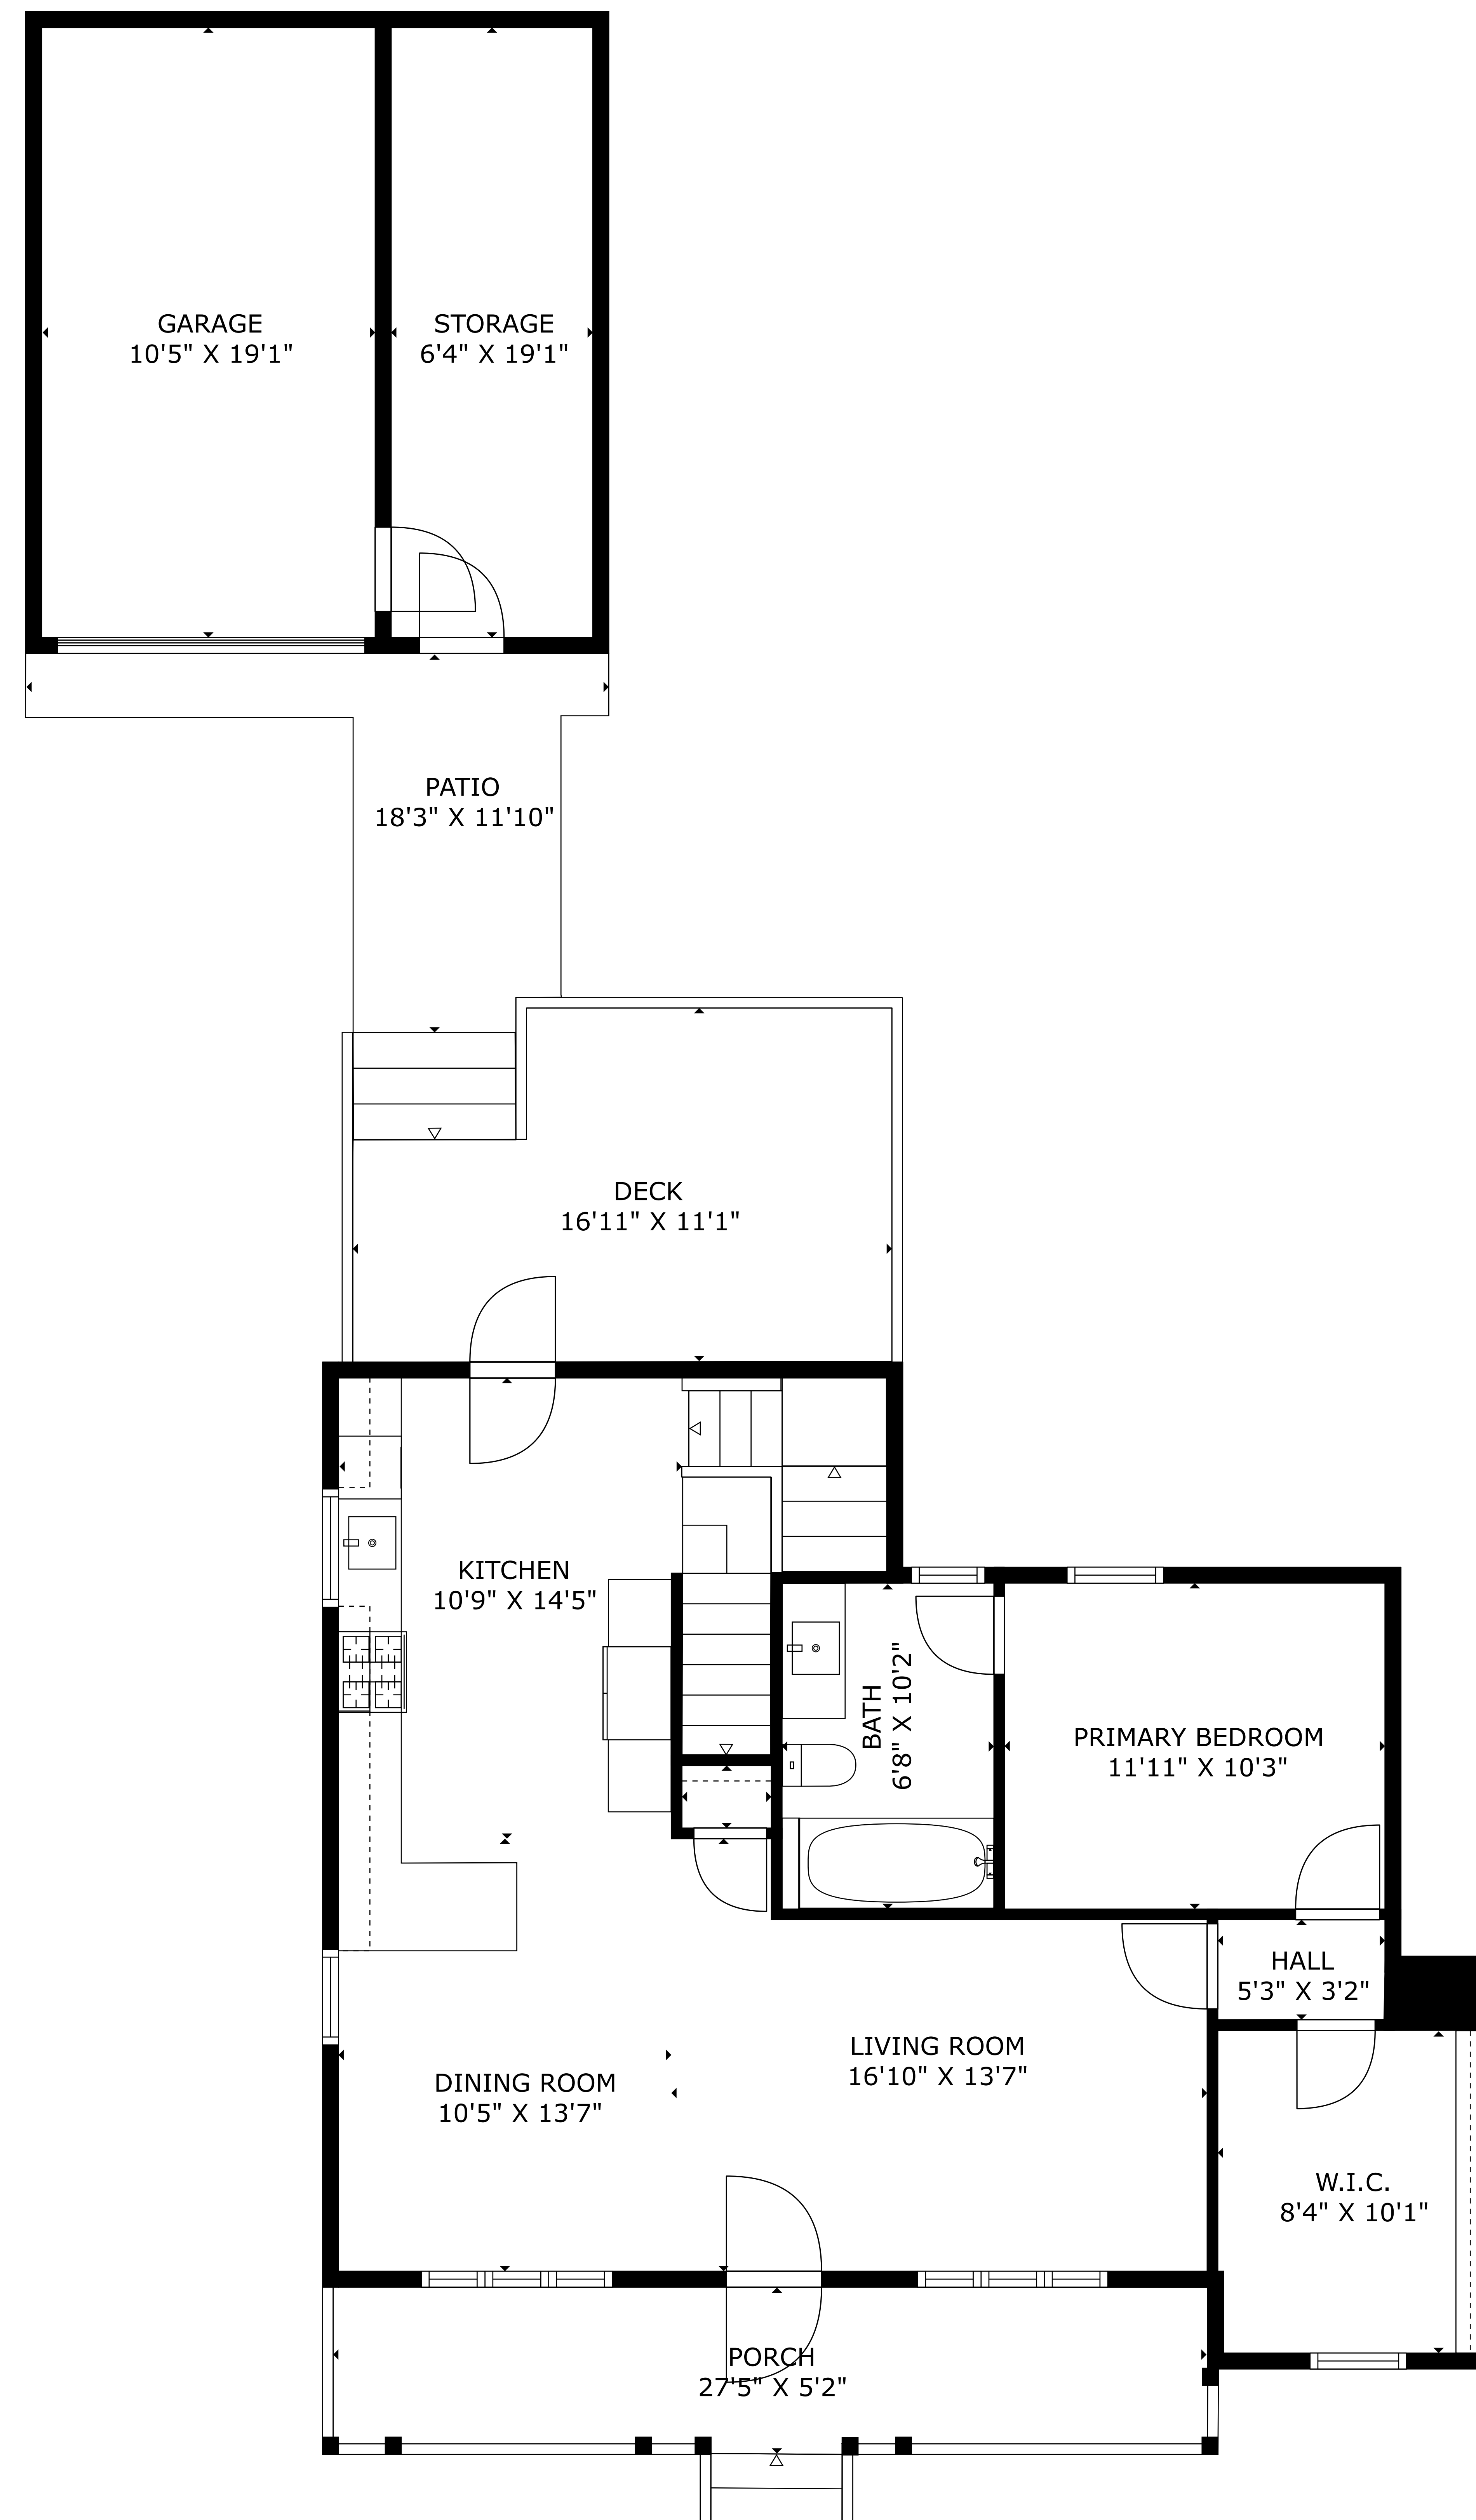 GARAGE
10'5" X 19'1"
STORAGE
6'4" X 19'1"
PATIO
18'3" X 11'10"
DECK
16'11" X 11'1"
KITCHEN
10'9" X 14'5"
BATH
6'8" X 10'2"
PRIMARY BEDROOM
11'11" X 10'3"
HALL
5'3" X 3'2"
LIVING ROOM
16'10" X 13'7"
DINING ROOM
10'5" X 13'7"
W.I.C.
8'4" X 10'1"
PORCH
27'5" X 5'2"